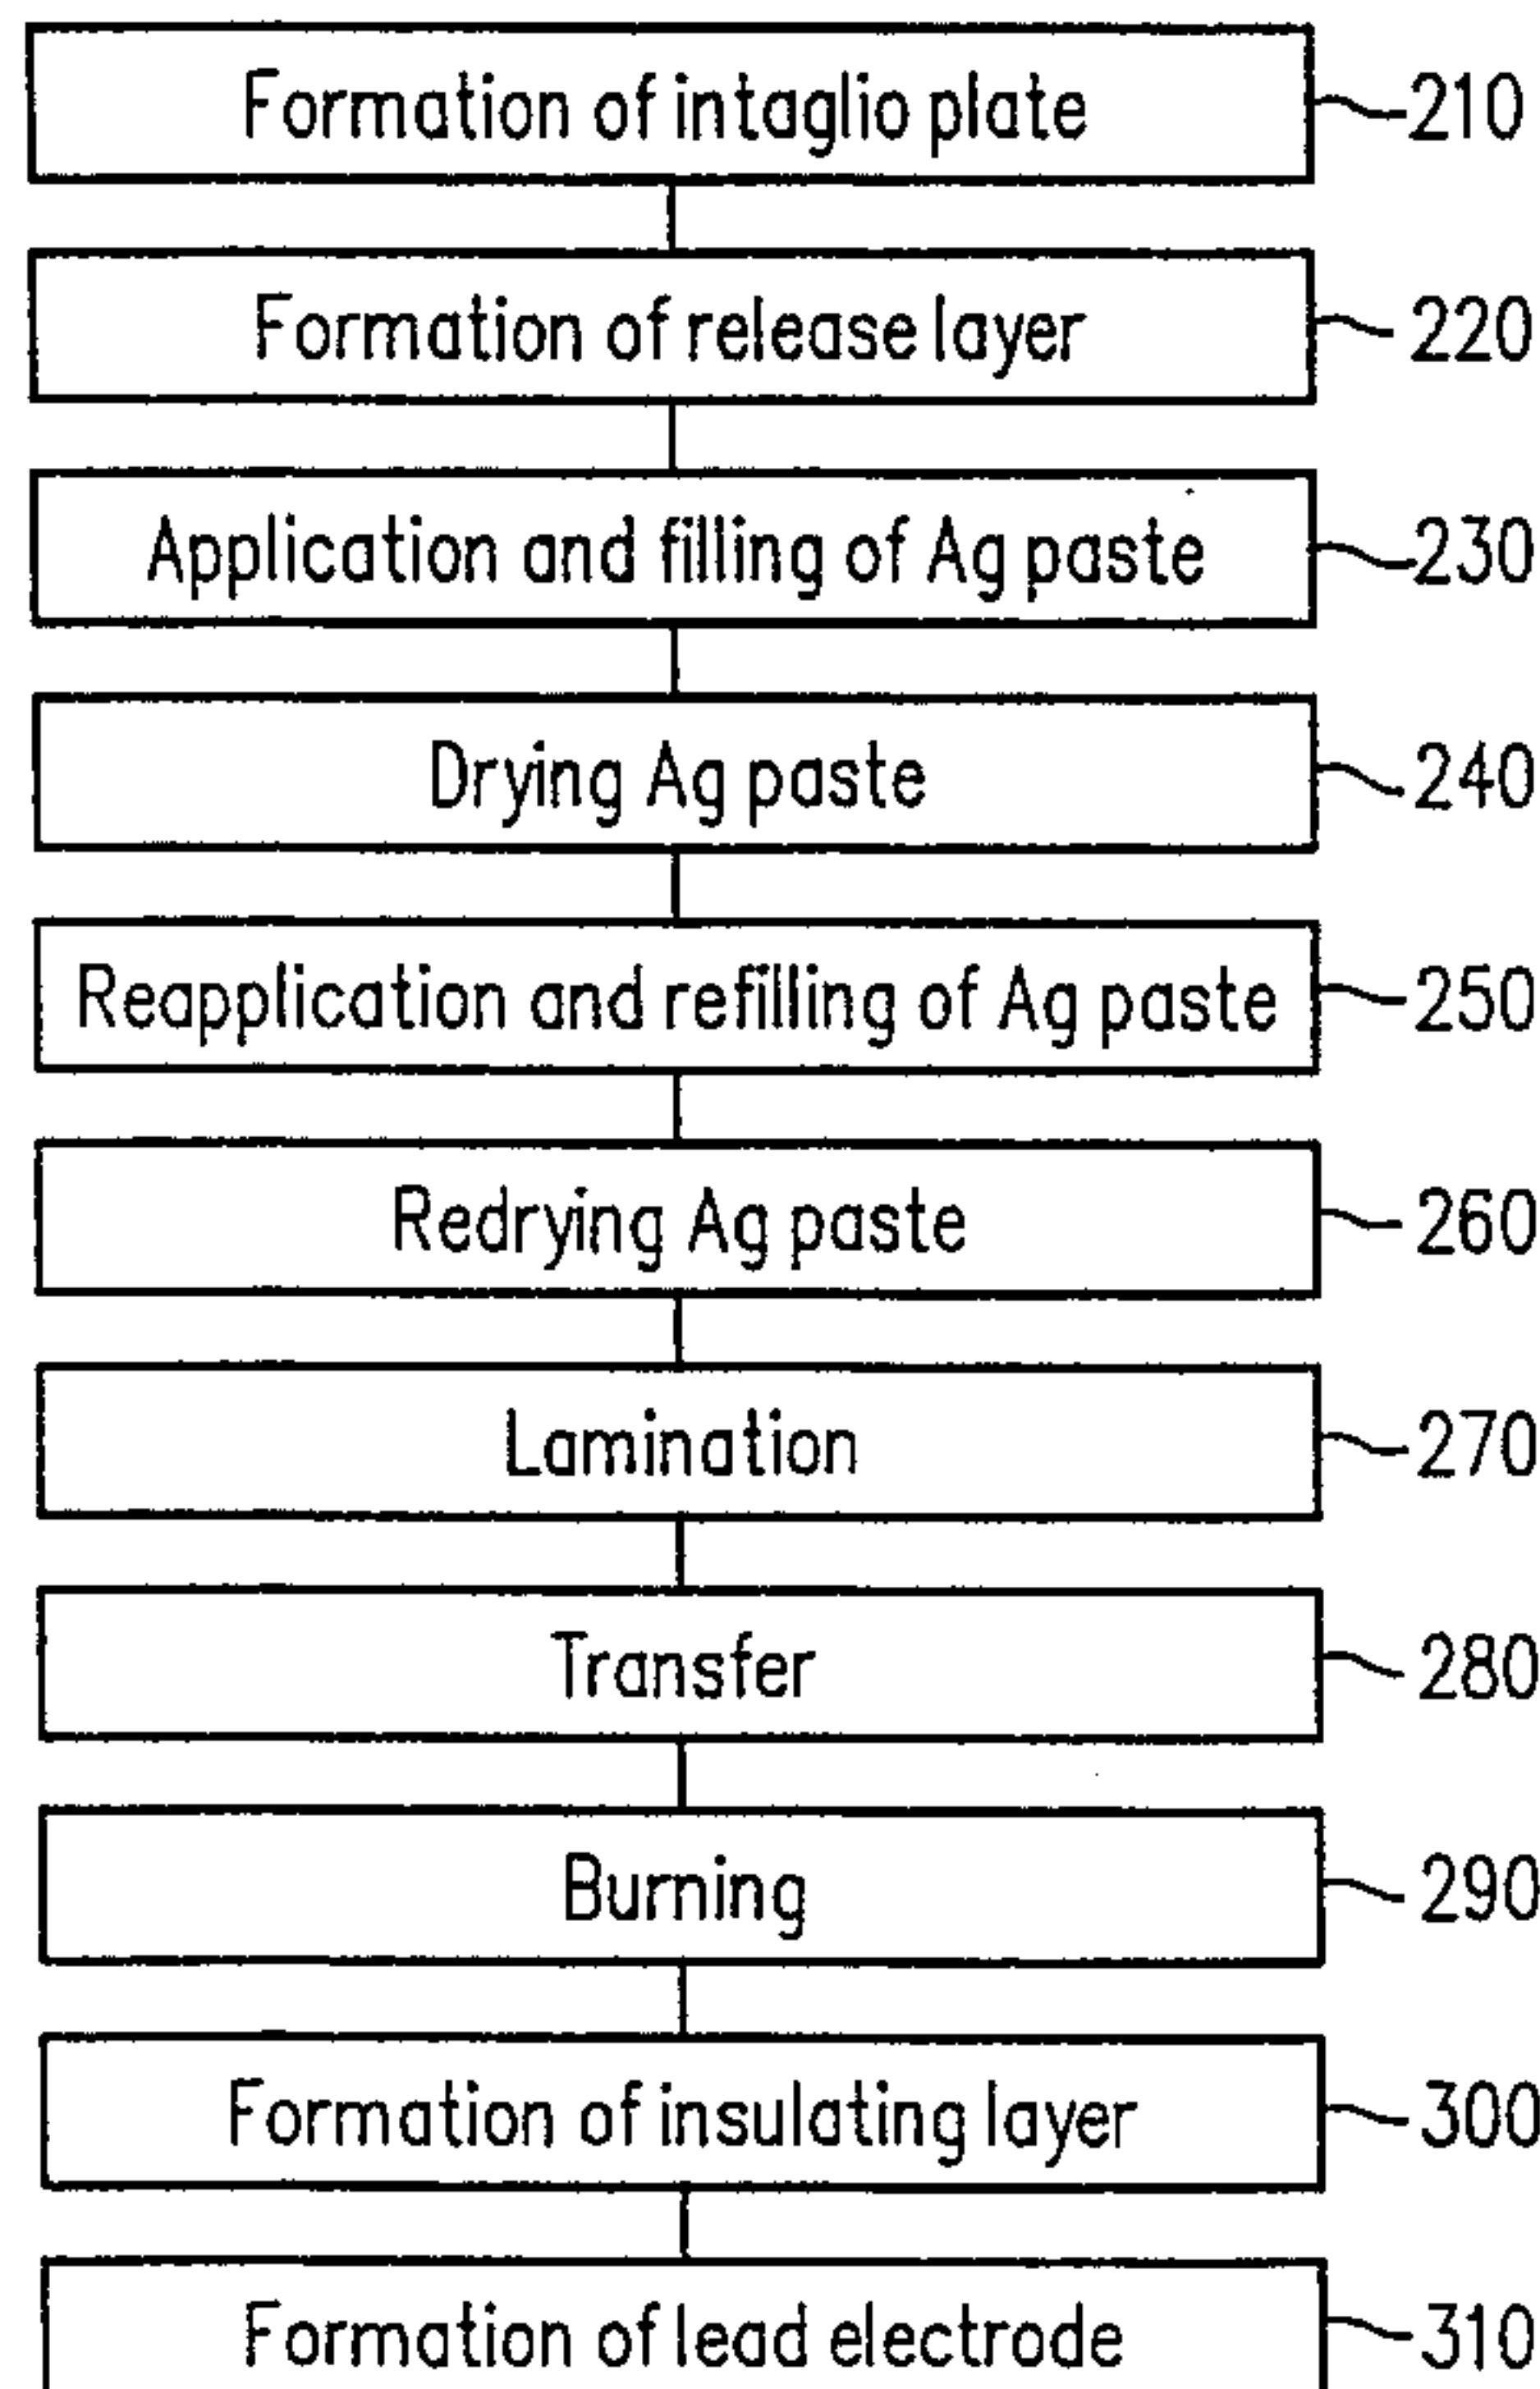 Formation of intaglio plate 210
Formation of release layer 220
Application and filling of Ag paste 230
Drying Ag paste 240
Reapplication and refilling of Ag paste 250
Redrying Ag paste 260
Lamination 270
Transfer 280
Burning 290
Formation of insulating layer 300
Formation of lead electrode 310